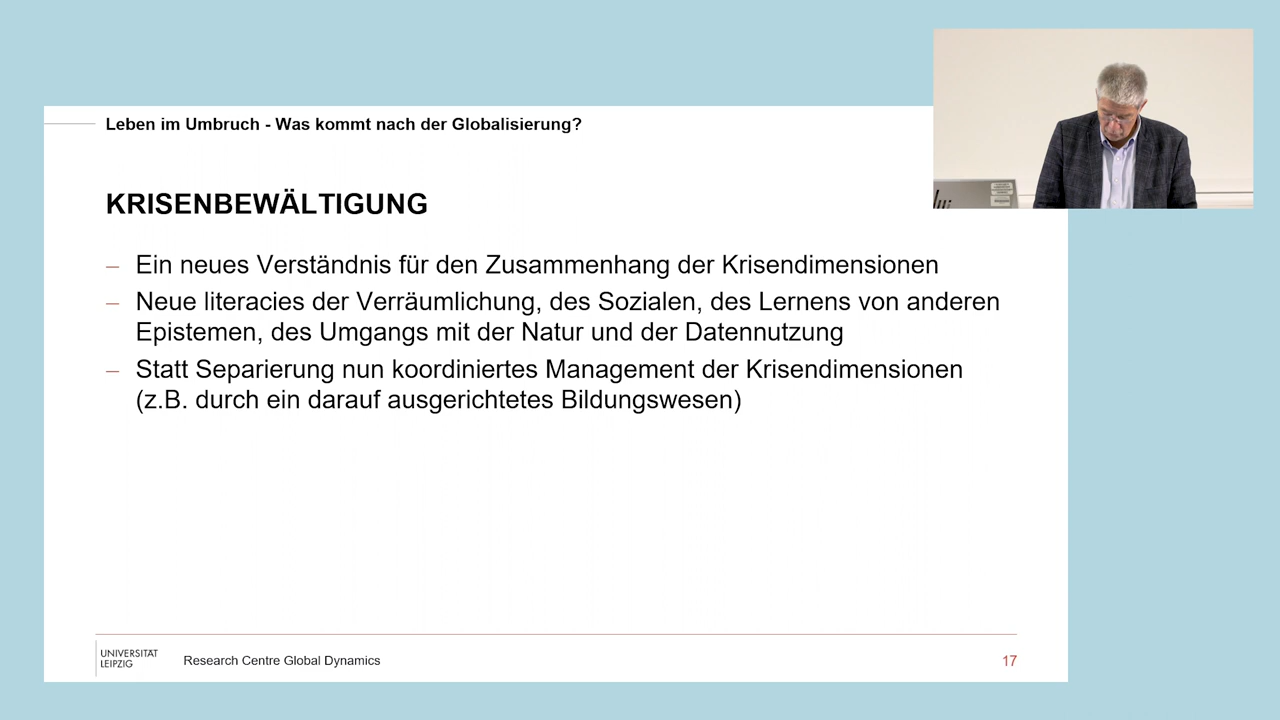 Leben im Umbruch - Was kommt nach der Globalisierung?
KRISENBEWÄLTIGUNG
– Ein neues Verständnis für den Zusammenhang der Krisendimensionen
– Neue literacies der Verräumlichung, des Sozialen, des Lernens von anderen
Epistemen, des Umgangs mit der Natur und der Datennutzung
– Statt Separierung nun koordiniertes Management der Krisendimensionen
(z.B. durch ein darauf ausgerichtetes Bildungswesen)
UNIVERSITÄT
LEIPZIG
Research Centre Global Dynamics
17